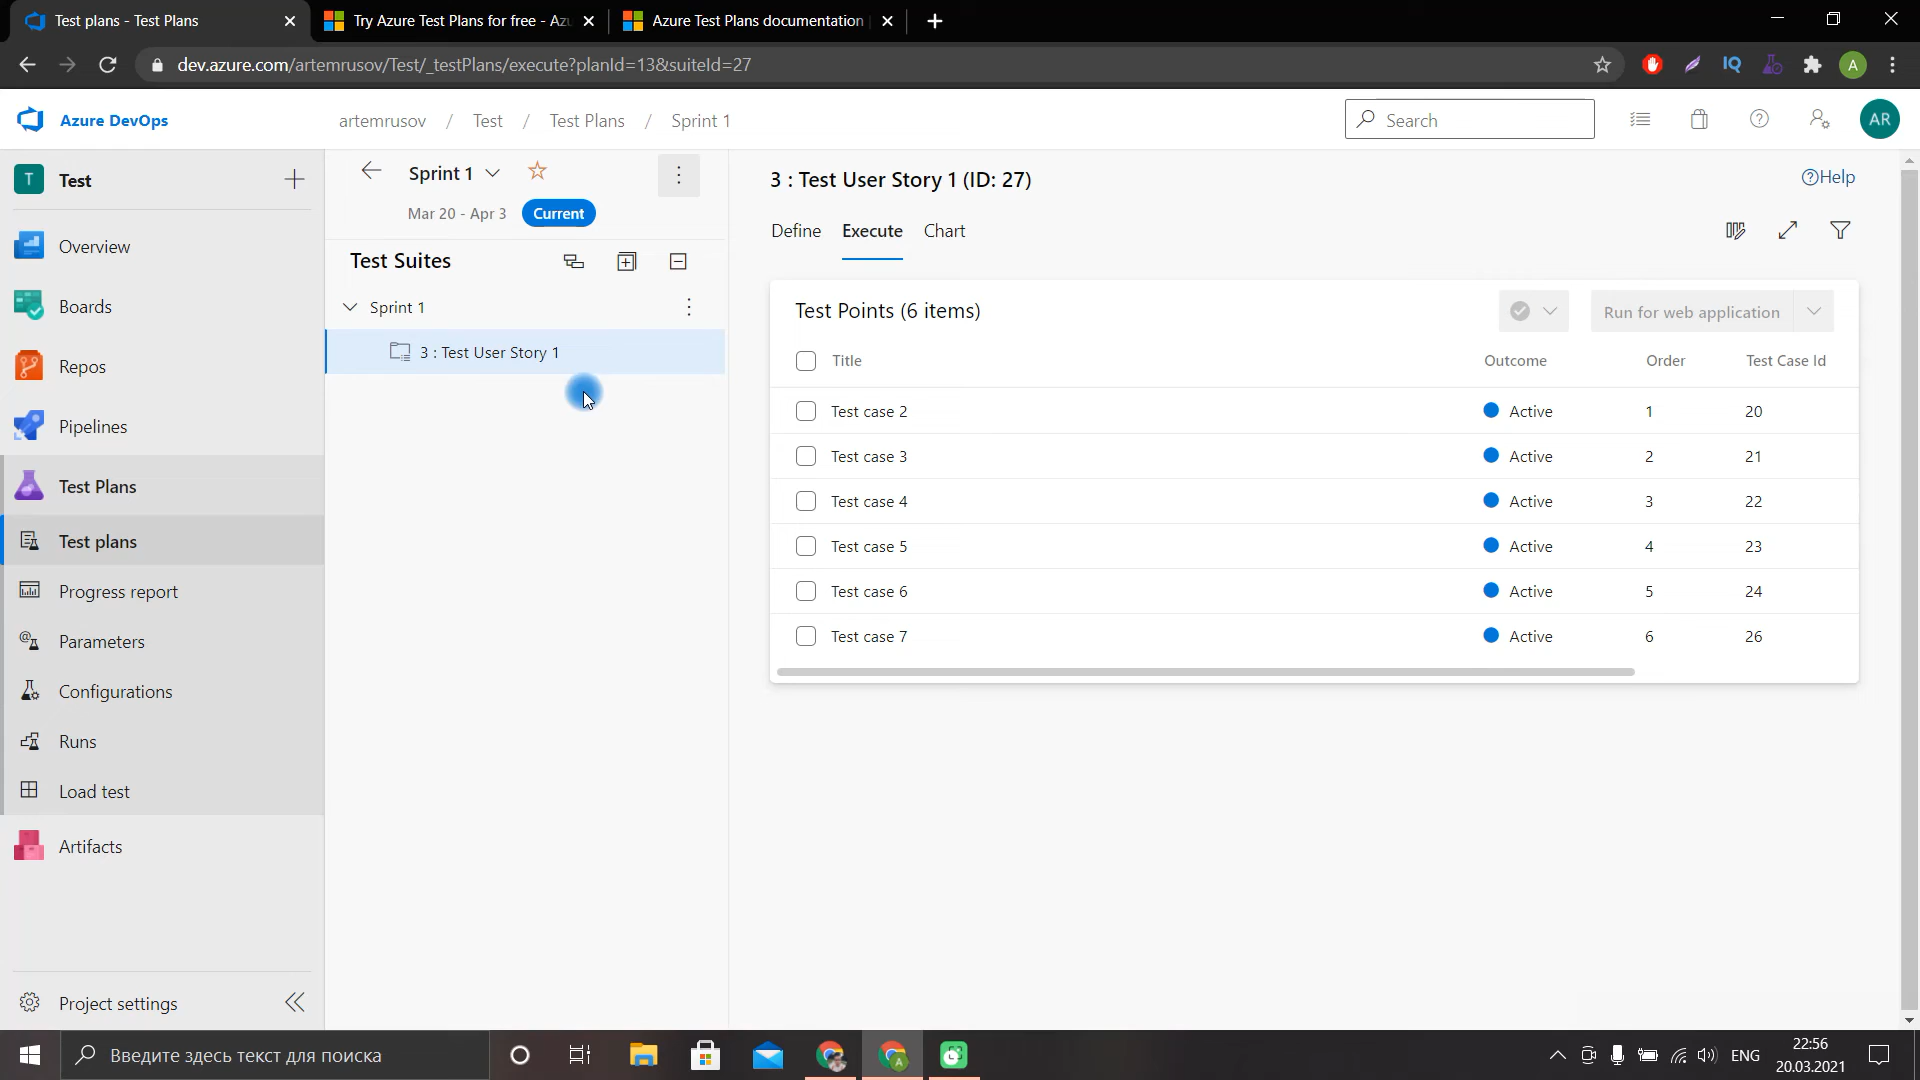 Test plans - Test Plans
Try Azure Test Plans for free - Az
Azure Test Plans documentation
dev.azure.com/artemrusov/Test/_testPlans/execute?planId=13&suiteId=27
IQ
A
Azure DevOps
artemrusov / Test / Test Plans / Sprint 1
Search
AR
T Test
Overview
Boards
Repos
Pipelines
Test Plans
Test plans
Progress report
Parameters
Configurations
Runs
Load test
Artifacts
Project settings
Sprint 1
Mar 20 - Apr 3 Current
Test Suites
Sprint 1
3 : Test User Story 1
3 : Test User Story 1 (ID: 27)
Help
Define Execute Chart
Test Points (6 items)
Run for web application
Title Outcome Order Test Case Id
Test case 2 Active 1 20
Test case 3 Active 2 21
Test case 4 Active 3 22
Test case 5 Active 4 23
Test case 6 Active 5 24
Test case 7 Active 6 26
Введите здесь текст для поиска
ENG
22:56
20.03.2021